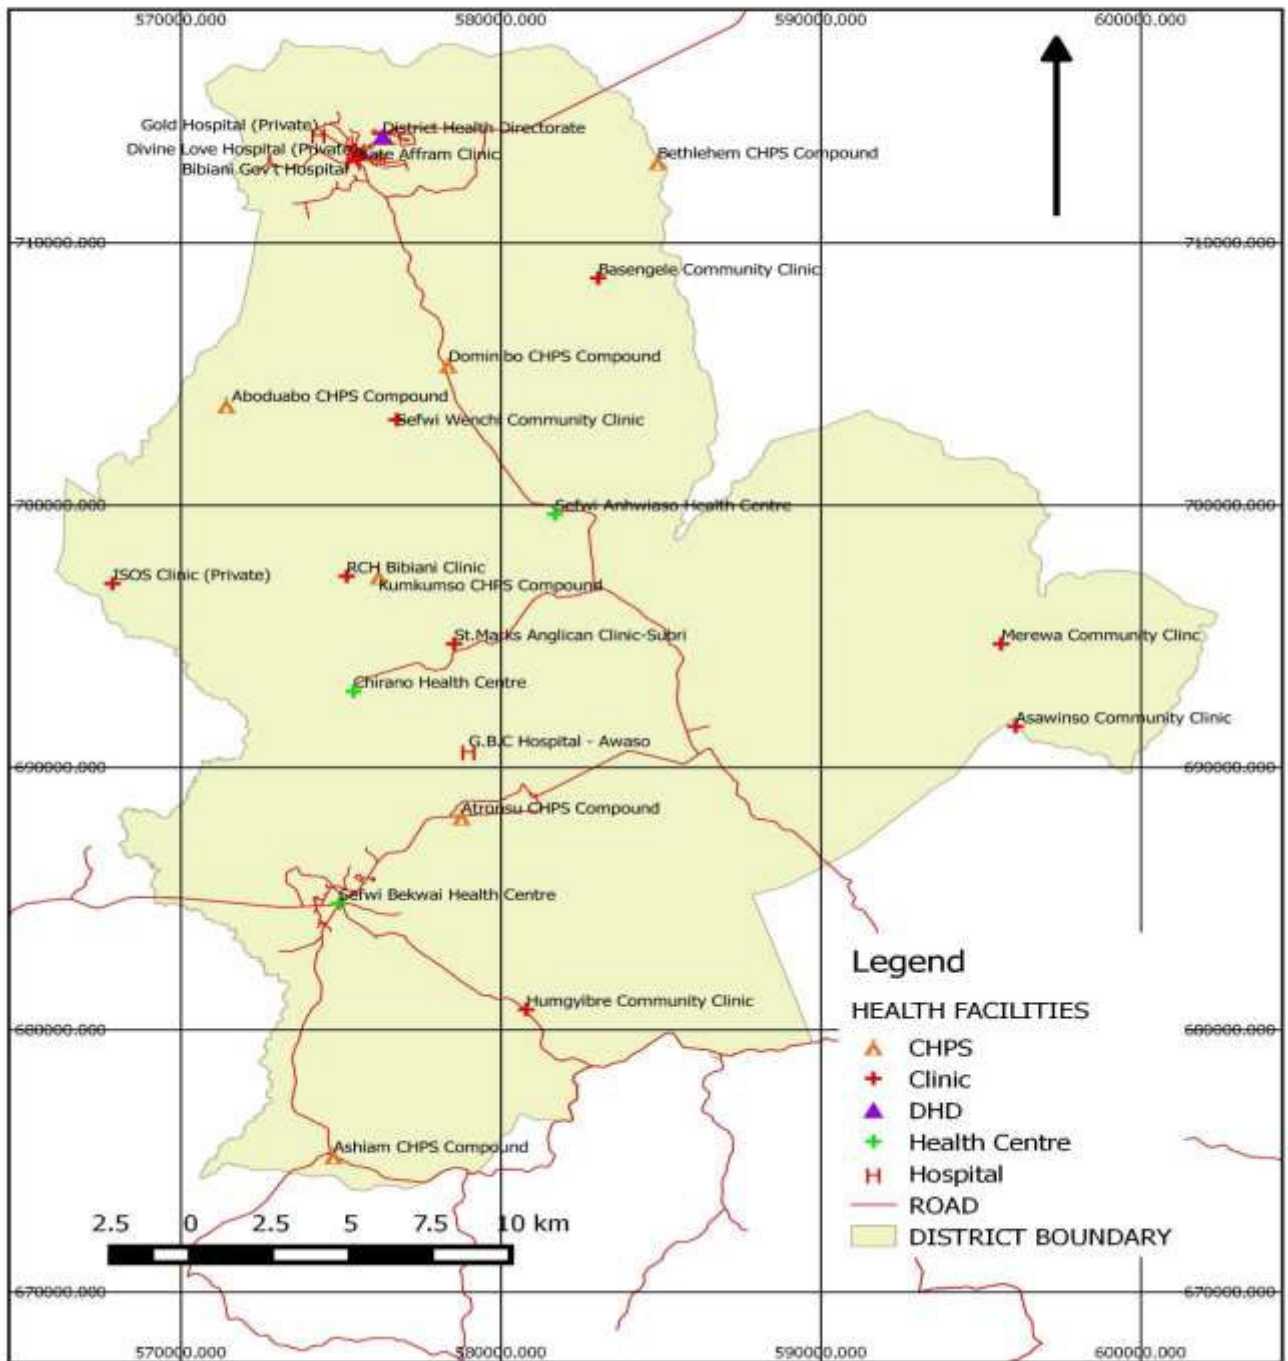 570000.000 580000.000 590000.000 600000.000
Gold Hospital (Private)
District Health Directorate
Divine Love Hospital (Private)
Affram Clinic
Bethlehem CHPS Compound
Bibiani Gov't Hospital
710000.000 710000.000
Basengele Community Clinic
Dominibo CHPS Compound
Aboduabo CHPS Compound
Sefwi Wenchi Community Clinic
700000.000 700000.000
Sefwi Anhwiaso Health Centre
JSOS Clinic (Private)
RCH Bibiani Clinic
Kumkumso CHPS Compound
St.Marks Anglican Clinic-Subri
Merewa Community Clinc
Chirano Health Centre
Asawinso Community Clinic
G.B.C Hospital - Awaso
690000.000 690000.000
Atronsu CHPS Compound
Sefwi Bekwai Health Centre
Humgyibre Community Clinic
680000.000 680000.000
Ashiam CHPS Compound
Legend
HEALTH FACILITIES
CHPS
Clinic
DHD
Health Centre
H Hospital
ROAD
DISTRICT BOUNDARY
2.5 0 2.5 5 7.5 10 km
670000.000 670000.000
570000.000 580000.000 590000.000 600000.000